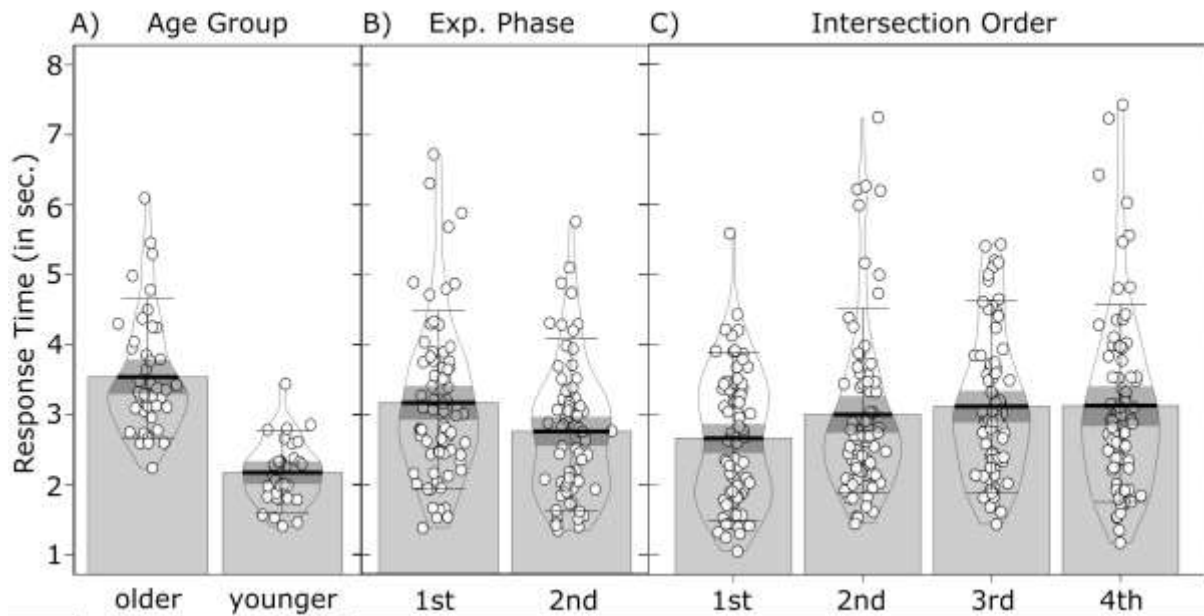 A) Age Group
B) Exp. Phase
C) Intersection Order
Response Time (in sec.)
8
7
6
5
4
3
2
1
older younger
1st 2nd
1st 2nd 3rd 4th